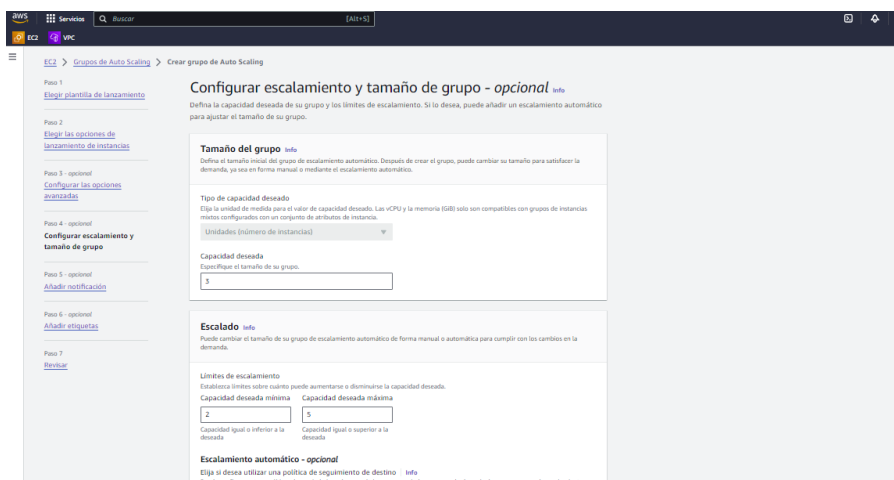 aws
Servicios
Buscar
[Alt+S]
EC2
VPC
EC2 > Grupos de Auto Scaling > Crear grupo de Auto Scaling
Paso 1
Elegir plantilla de lanzamiento
Paso 2
Elegir las opciones de
lanzamiento de instancias
Paso 3 - opcional
Configurar las opciones
avanzadas
Paso 4 - opcional
Configurar escalamiento y
tamaño de grupo
Paso 5 - opcional
Añadir notificación
Paso 6 - opcional
Añadir etiquetas
Paso 7
Revisar
Configurar escalamiento y tamaño de grupo - opcional Info
Defina la capacidad deseada de su grupo y los límites de escalamiento. Si lo desea, puede añadir un escalamiento automático
para ajustar el tamaño de su grupo.
Tamaño del grupo Info
Defina el tamaño inicial del grupo de escalamiento automático. Después de crear el grupo, puede cambiar su tamaño para satisfacer la
demanda, ya sea en forma manual o mediante el escalamiento automático.
Tipo de capacidad deseado
Elija la unidad de medida para el valor de capacidad deseado. Las vCPU y la memoria (GiB) solo son compatibles con grupos de instancias
mixtos configurados con un conjunto de atributos de instancia.
Unidades (número de instancias)
Capacidad deseada
Especifique el tamaño de su grupo.
3
Escalado Info
Puede cambiar el tamaño de su grupo de escalamiento automático de forma manual o automática para cumplir con los cambios en la
demanda.
Límites de escalamiento
Establezca límites sobre cuánto puede aumentarse o disminuirse la capacidad deseada.
Capacidad deseada mínima Capacidad deseada máxima
2 5
Capacidad igual o inferior a la Capacidad igual o superior a la
deseada deseada
Escalamiento automático - opcional
Elija si desea utilizar una política de seguimiento de destino Info